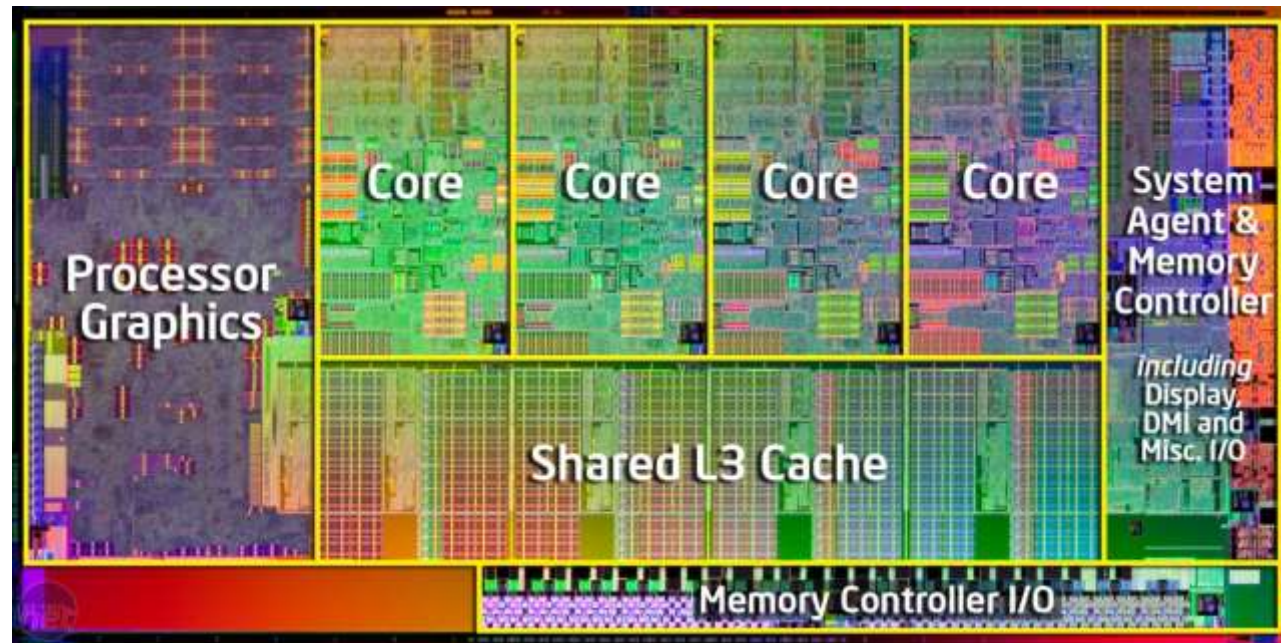 Processor
Graphics
Core
Core
Core
Core
System
Agent &
Memory
Controller
including
Display,
DMI and
Misc. I/O
Shared L3 Cache
Memory Controller I/O